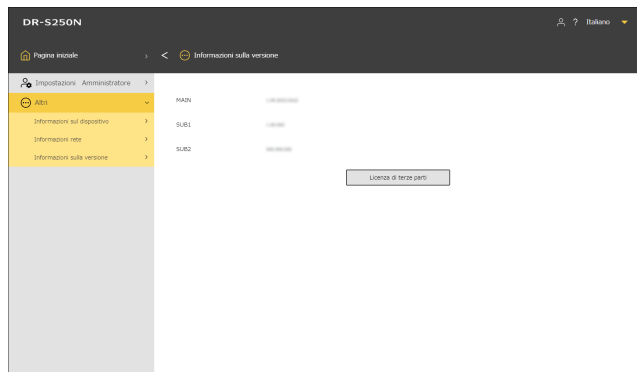 DR-S250N
? Italiano
Pagina iniziale
Informazioni sulla versione
Impostazioni Amministratore
Altri
Informazioni sul dispositivo
Informazioni rete
Informazioni sulla versione
MAIN
SUB1
SUB2
Licenza di terze parti